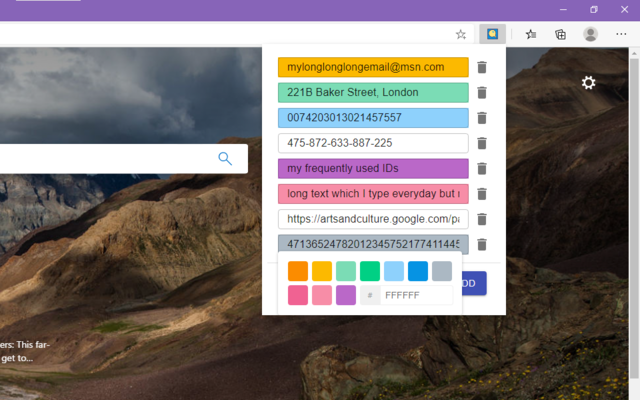 mylonglonglongemail@msn.com
221B Baker Street, London
0074203013021457557
475-872-633-887-225
my frequently used IDs
long text which I type everyday but
https://artsandculture.google.com/pa
47136524782012345752177411445
# FFFFFF
DD
ers: This far-
get to...